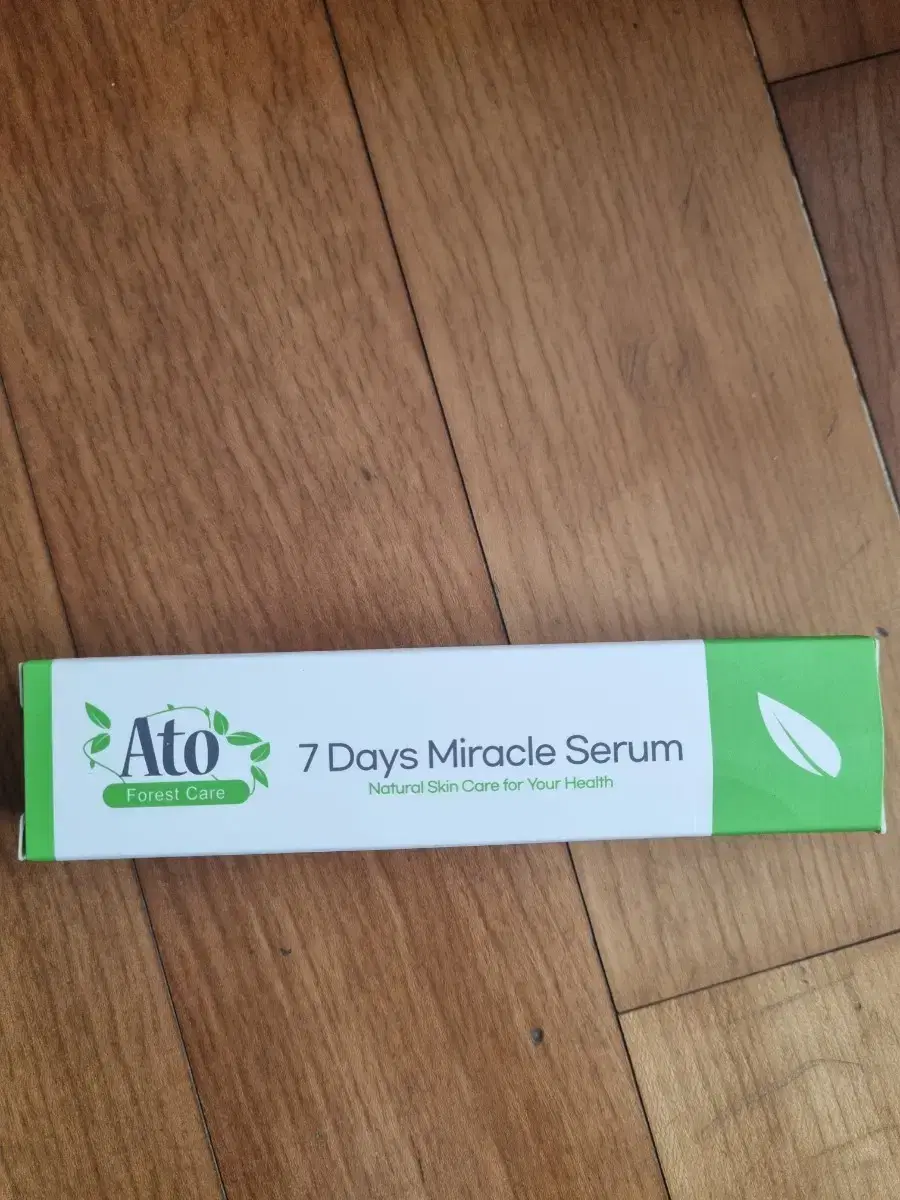 Ato
Forest Care
7 Days Miracle Serum
Natural Skin Care for Your Health